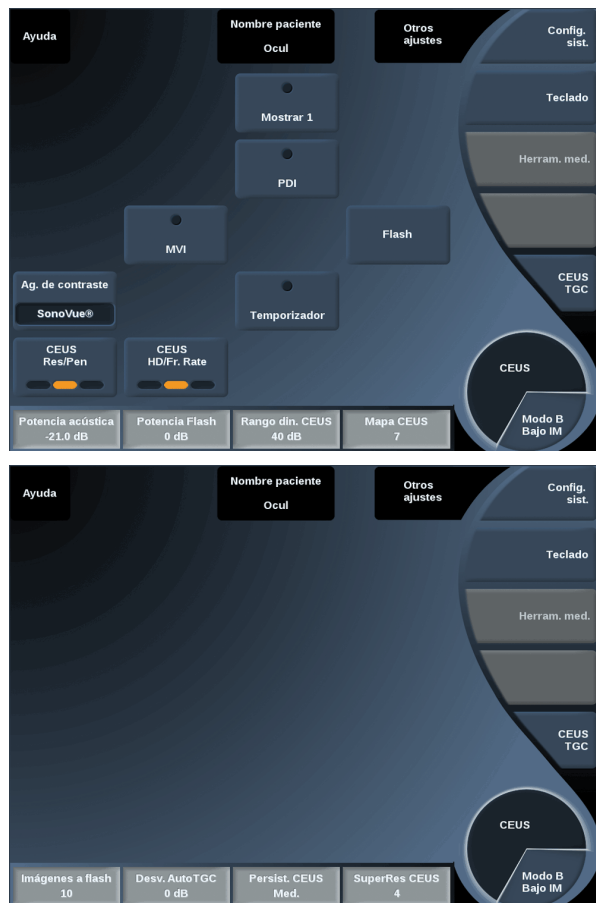 Ayuda
Nombre paciente
Ocul
Otros
ajustes
Config.
sist.
Mostrar 1
Teclado
PDI
Herram. med.
MVI
Flash
Ag. de contraste
SonoVue®
Temporizador
CEUS
TGC
CEUS
Res/Pen
CEUS
HD/Fr. Rate
CEUS
Modo B
Bajo IM
Potencia acústica
-21.0 dB
Potencia Flash
0 dB
Rango din. CEUS
40 dB
Mapa CEUS
7
Ayuda
Nombre paciente
Ocul
Otros
ajustes
Config.
sist.
Teclado
Herram. med.
CEUS
TGC
CEUS
Modo B
Bajo IM
Imágenes a flash
10
Desv. AutoTGC
0 dB
Persist. CEUS
Med.
SuperRes CEUS
4